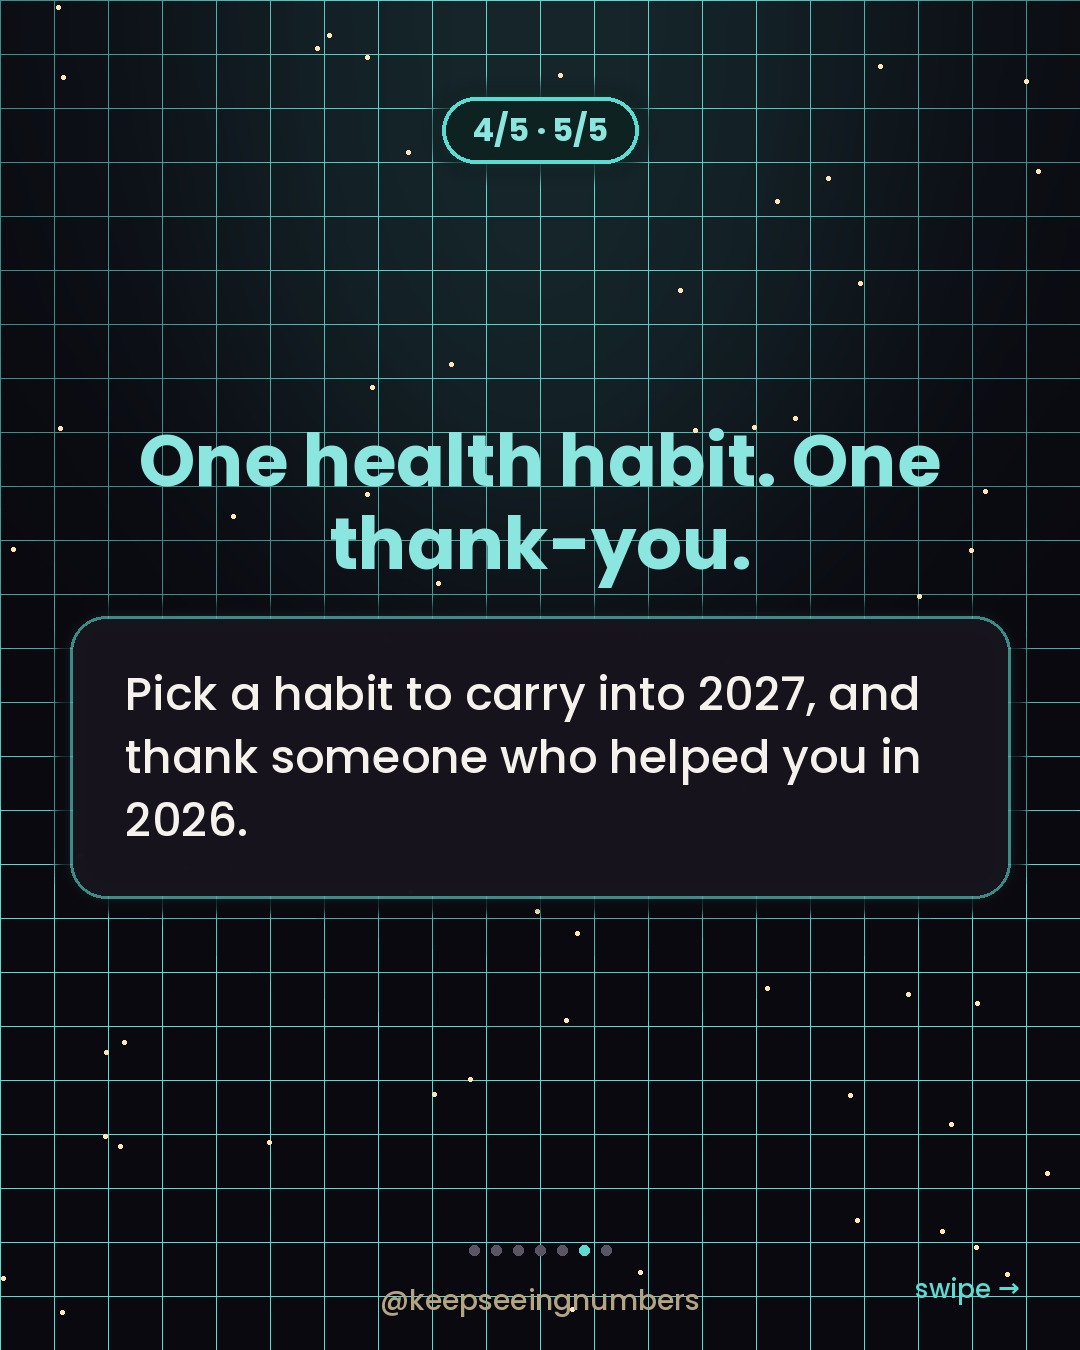 4/5 · 5/5
One health habit. One
thank-you.
Pick a habit to carry into 2027, and
thank someone who helped you in
2026.
@keepseeingnumbers
swipe →